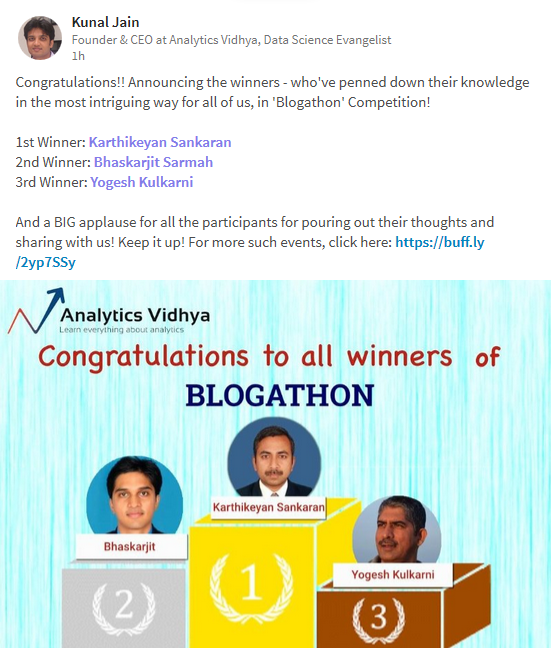 Kunal Jain
Founder & CEO at Analytics Vidhya, Data Science Evangelist
1h
Congratulations!! Announcing the winners - who've penned down their knowledge
in the most intriguing way for all of us, in 'Blogathon' Competition!
1st Winner: Karthikeyan Sankaran
2nd Winner: Bhaskarjit Sarmah
3rd Winner: Yogesh Kulkarni
And a BIG applause for all the participants for pouring out their thoughts and
sharing with us! Keep it up! For more such events, click here: https://buff.ly
/2yp7SSy
Analytics Vidhya
Learn everything about analytics
Congratulations to all winners of
BLOGATHON
Karthikeyan Sankaran
Bhaskarjit
Yogesh Kulkarni
1
2
3